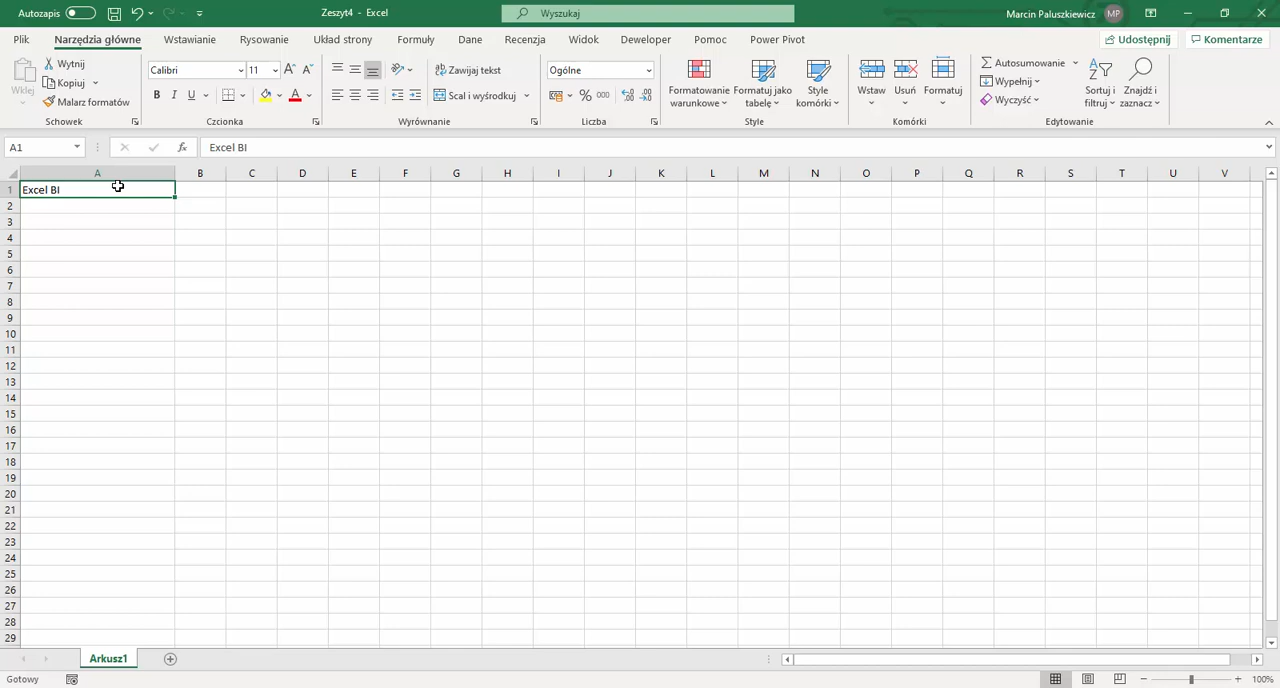 Autozapis
Zeszyt4 - Excel
Wyszukaj
Marcin Paluszkiewicz MP
Plik Narzędzia główne Wstawianie Rysowanie Układ strony Formuły Dane Recenzja Widok Deweloper Pomoc Power Pivot Udostępnij Komentarze
Wklej
Wytnij
Kopiuj
Malarz formatów
Schowek
Calibri 11
B I U
Czcionka
Zawijaj tekst
Scal i wyśrodkuj
Wyrównanie
Ogólne
% 000
Liczba
Formatowanie
warunkowe
Formatuj jako
tabelę
Style
komórki
Style
Wstaw Usuń Formatuj
Komórki
Autosumowanie
Wypełnij
Wyczyść
Sortuj i
filtruj
Znajdź i
zaznacz
Edytowanie
A1 fx Excel BI
A B C D E F G H I J K L M N O P Q R S T U V
1 Excel BI
2
3
4
5
6
7
8
9
10
11
12
13
14
15
16
17
18
19
20
21
22
23
24
25
26
27
28
29
Arkusz1
Gotowy
100%